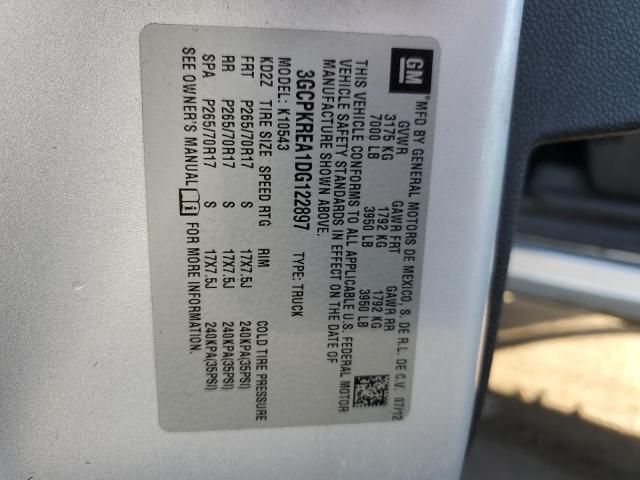 GM
MFD BY GENERAL MOTORS DE MEXICO, S. DE R.L. DE C.V. 07/12
GVWR GAWR FRT GAWR RR
3175 KG 1792 KG 1792 KG
7000 LB 3950 LB 3950 LB
THIS VEHICLE CONFORMS TO ALL APPLICABLE U.S. FEDERAL MOTOR
VEHICLE SAFETY STANDARDS IN EFFECT ON THE DATE OF
MANUFACTURE SHOWN ABOVE.
3GCPKREA1DG122897 TYPE: TRUCK
MODEL: K10543
KD2Z TIRE SIZE SPEED RTG RIM COLD TIRE PRESSURE
FRT P265/70R17 S 17X7.5J 240KPA(35PSI)
RR P265/70R17 S 17X7.5J 240KPA(35PSI)
SPA P265/70R17 S 17X7.5J 240KPA(35PSI)
SEE OWNER'S MANUAL FOR MORE INFORMATION.